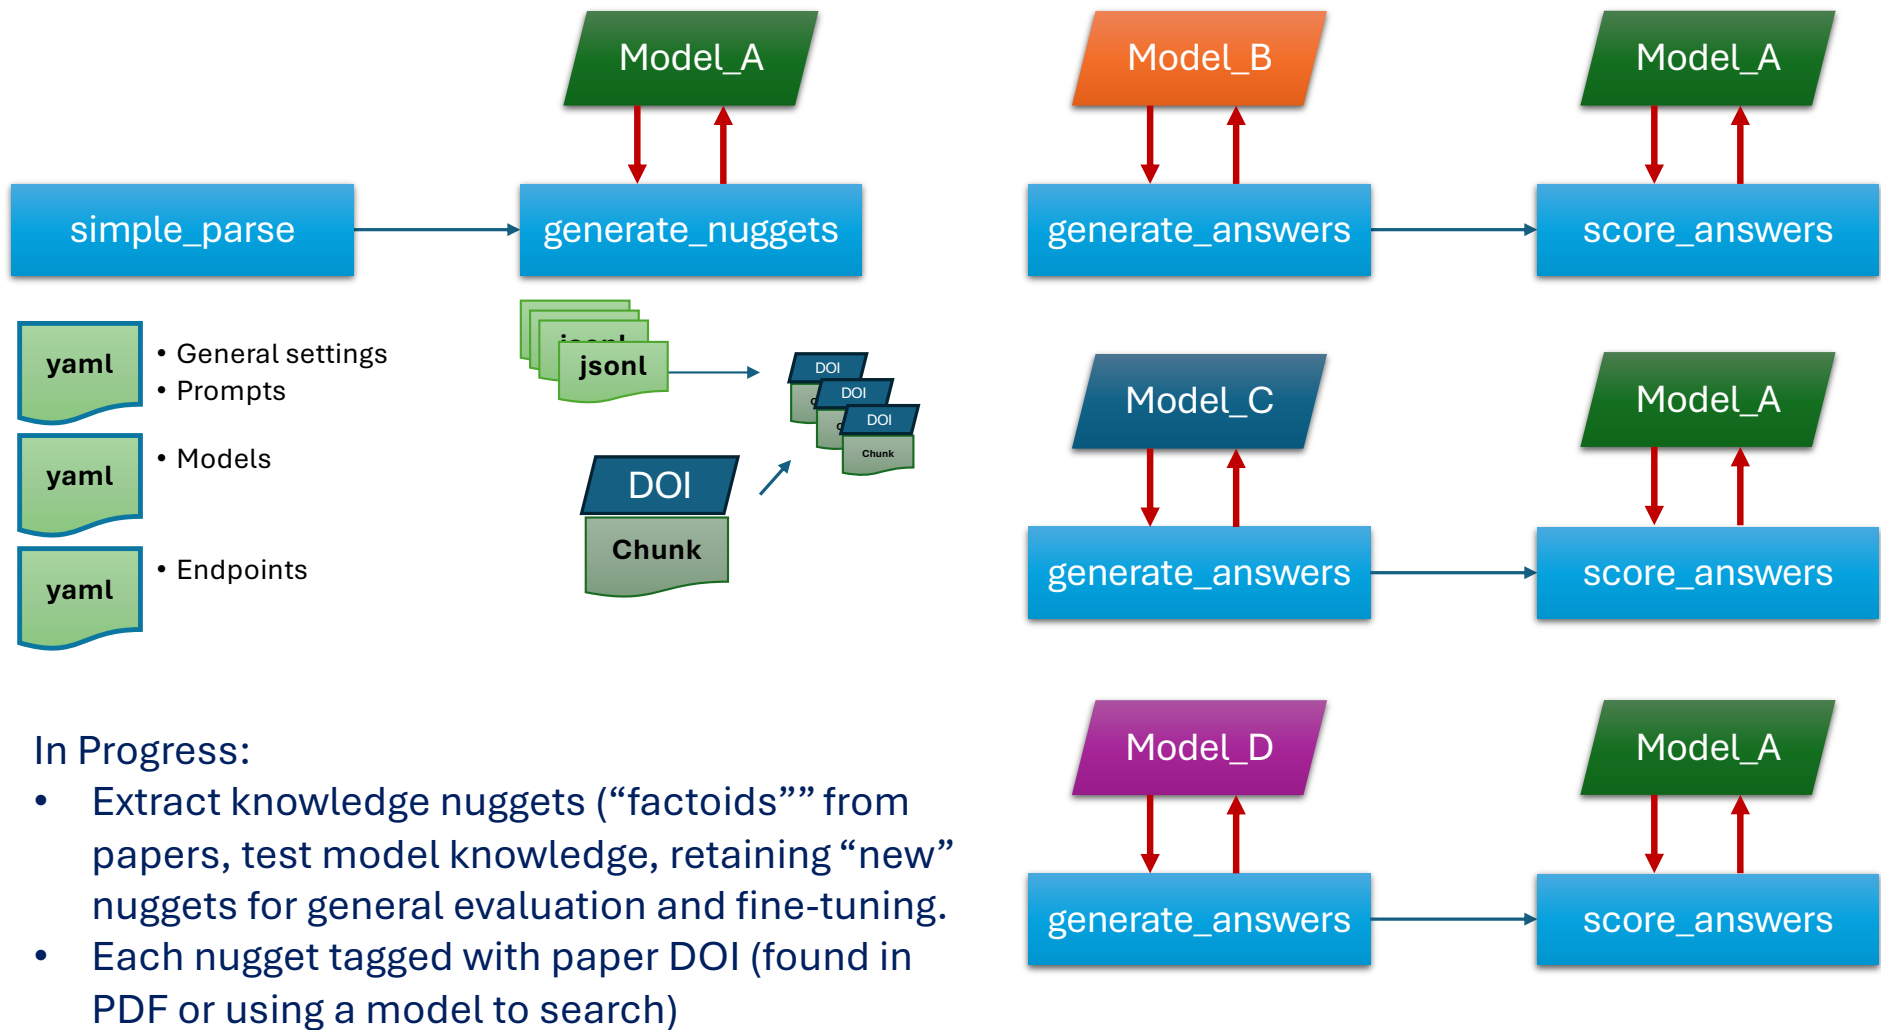 Model_A
Model_B
Model_A
simple_parse
generate_nuggets
generate_answers
score_answers
yaml
• General settings
• Prompts
yaml
• Models
yaml
• Endpoints
jsonl
jsonl
DOI
DOI
DOI
Chunk
DOI
Chunk
Model_C
Model_A
generate_answers
score_answers
Model_D
Model_A
generate_answers
score_answers
In Progress:
• Extract knowledge nuggets (“factoids”” from
papers, test model knowledge, retaining “new”
nuggets for general evaluation and fine-tuning.
• Each nugget tagged with paper DOI (found in
PDF or using a model to search)